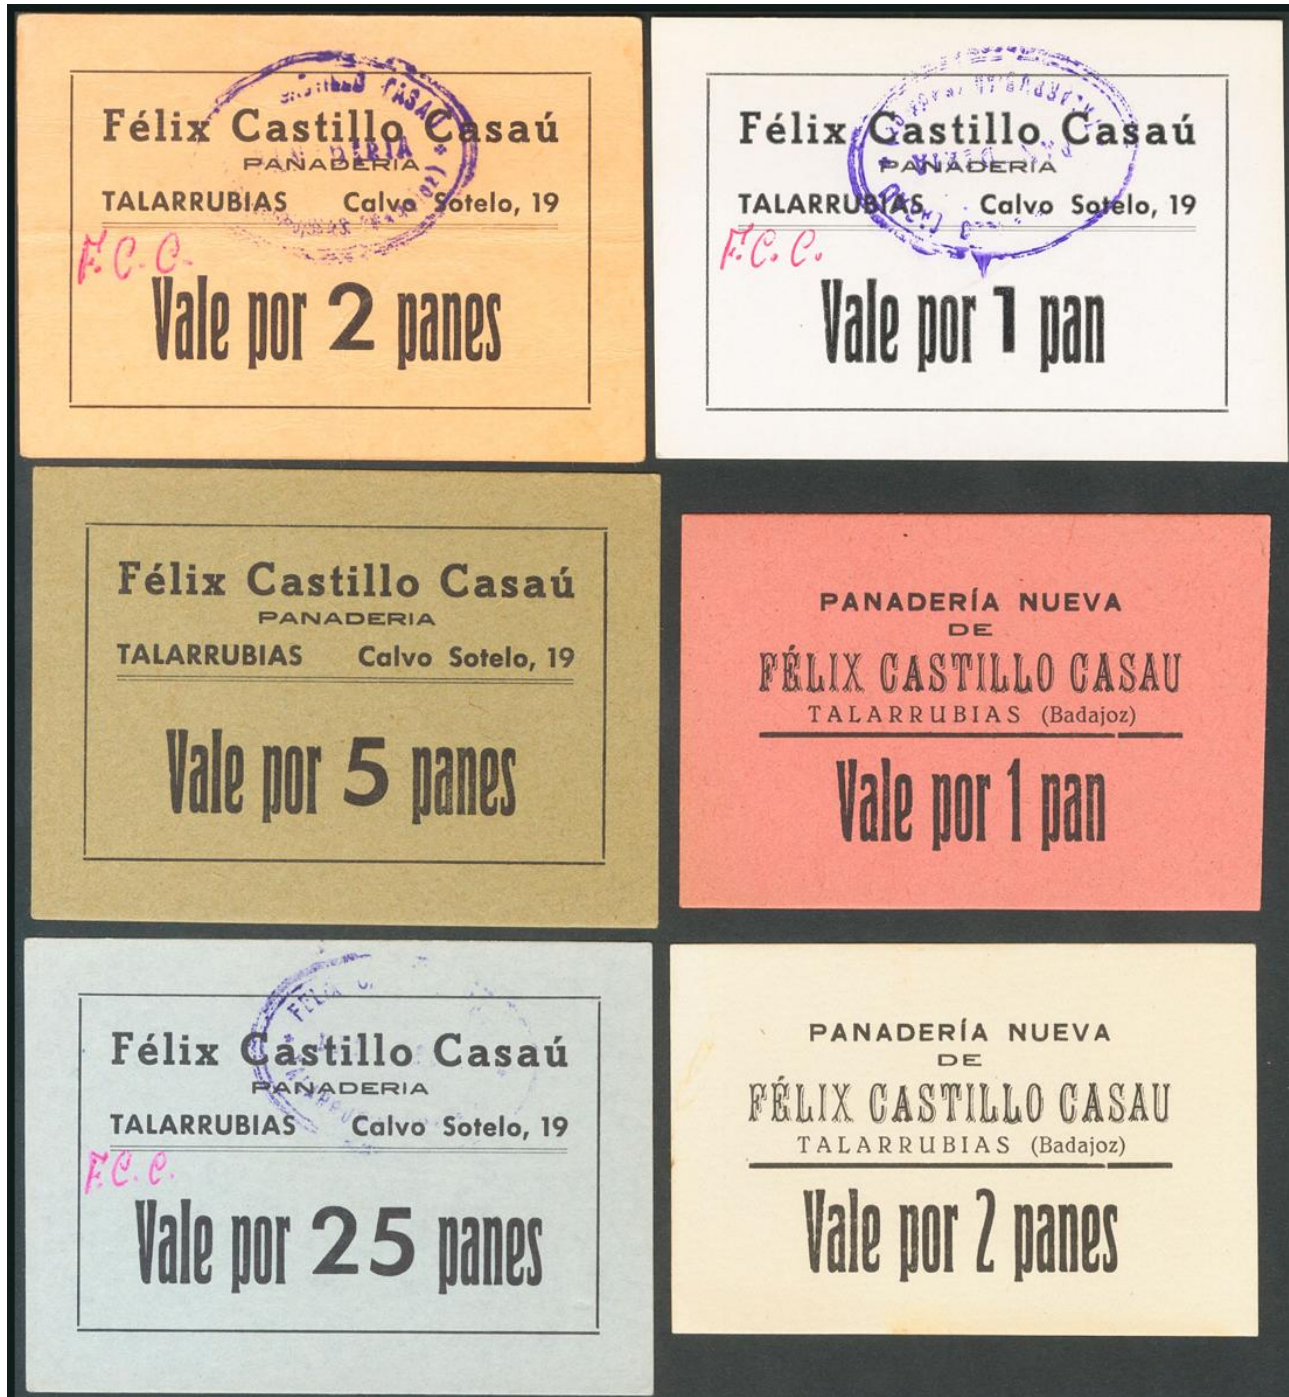 Félix Castillo Casaú
PANADERIA
TALARRUBIAS Calvo Sotelo, 19
F.C.C.
Vale por 2 panes
CASTILLO CASAU
Félix Castillo Casaú
PANADERIA
TALARRUBIAS Calvo Sotelo, 19
F.C.C.
Vale por 1 pan
Félix Castillo Casaú
PANADERIA
TALARRUBIAS Calvo Sotelo, 19
Vale por 5 panes
PANADERÍA NUEVA
DE
FÉLIX CASTILLO CASAU
TALARRUBIAS (Badajoz)
Vale por 1 pan
FELIX
Félix Castillo Casaú
PANADERIA
TALARRUBIAS Calvo Sotelo, 19
F.C.C.
Vale por 25 panes
PANADERÍA NUEVA
DE
FÉLIX CASTILLO CASAU
TALARRUBIAS (Badajoz)
Vale por 2 panes